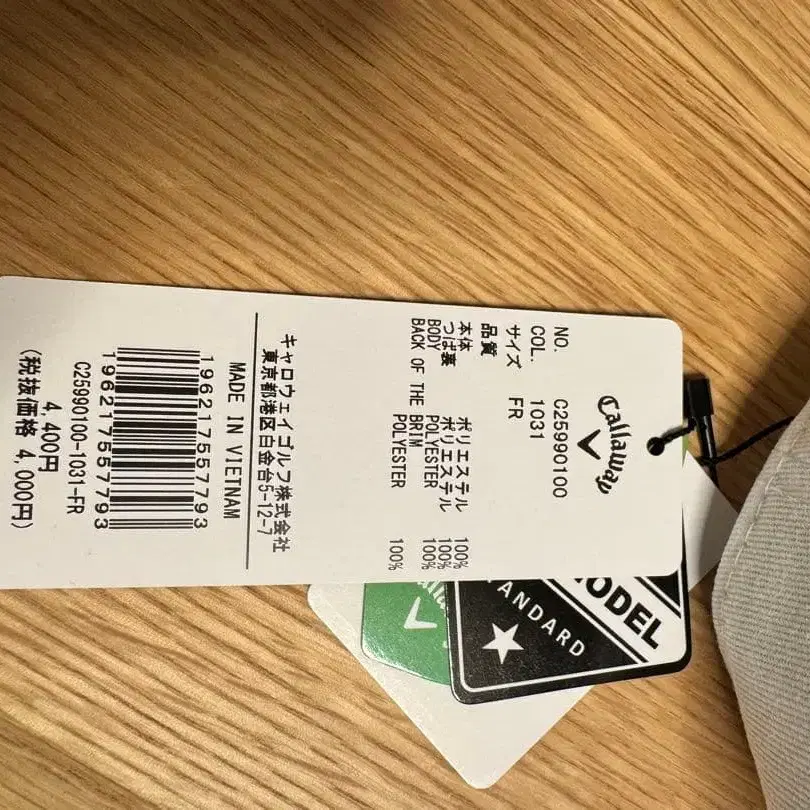 Callaway
NO. C25990100
COL. 1031
サイズ FR
品質
本体 ポリエステル 100%
つば裏 ポリエステル 100%
BODY POLYESTER 100%
BACK OF THE BRIM
POLYESTER 100%
キャロウェイゴルフ株式会社
東京都港区白金台5-12-7
MADE IN VIETNAM
196217557793
196217557793
C25990100-1031-FR
4,400円
(税抜価格 4,000円)
MODEL
STANDARD